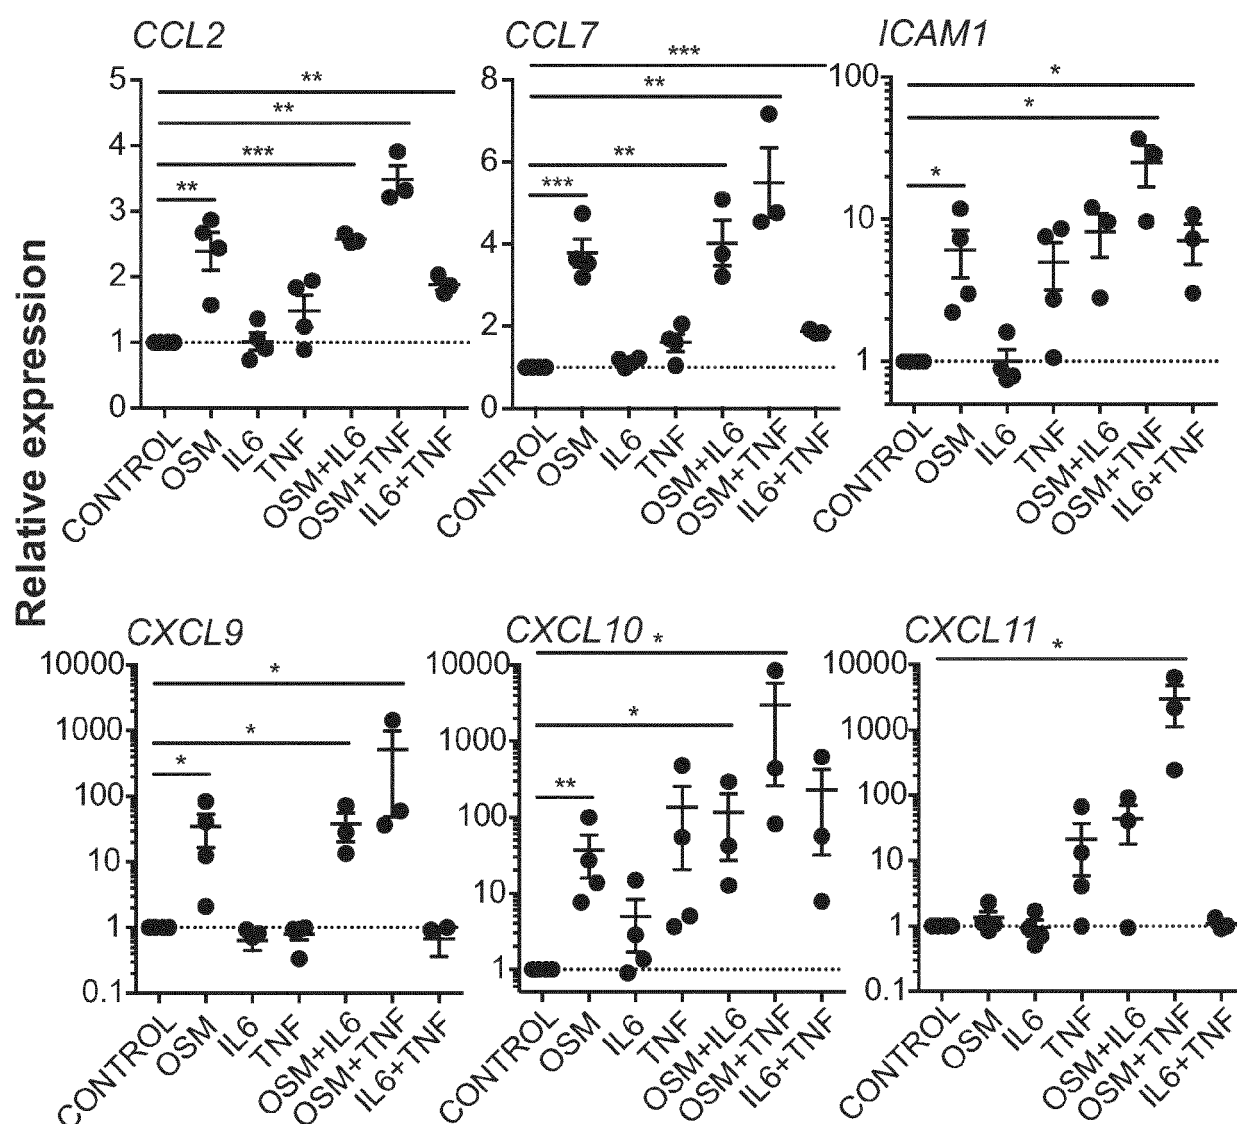 Relative expression
CCL2
**
**
***
**
5
4
3
2
1
0
CONTROL
OSM
IL6
TNF
OSM+IL6
OSM+TNF
IL6+TNF
CCL7
***
**
**
***
8
6
4
2
0
CONTROL
OSM
IL6
TNF
OSM+IL6
OSM+TNF
IL6+TNF
ICAM1
*
*
*
100
10
1
CONTROL
OSM
IL6
TNF
OSM+IL6
OSM+TNF
IL6+TNF
CXCL9
*
*
*
10000
1000
100
10
1
0.1
CONTROL
OSM
IL6
TNF
OSM+IL6
OSM+TNF
IL6+TNF
CXCL10
*
*
**
10000
1000
100
10
1
CONTROL
OSM
IL6
TNF
OSM+IL6
OSM+TNF
IL6+TNF
CXCL11
*
10000
1000
100
10
1
0.1
CONTROL
OSM
IL6
TNF
OSM+IL6
OSM+TNF
IL6+TNF